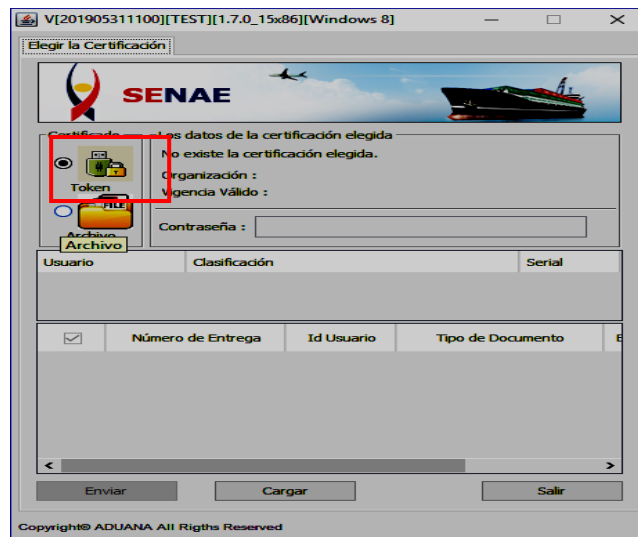 V[201905311100][TEST][1.7.0_15x86][Windows 8]
Elegir la Certificación
SENAE
Certificado
Los datos de la certificación elegida
No existe la certificación elegida.
Token
Organización :
Vigencia Válido :
FILE
Archivo
Archivo
Contraseña :
Usuario Clasificación Serial
Número de Entrega Id Usuario Tipo de Documento E
Enviar Cargar Salir
Copyright© ADUANA All Rigths Reserved